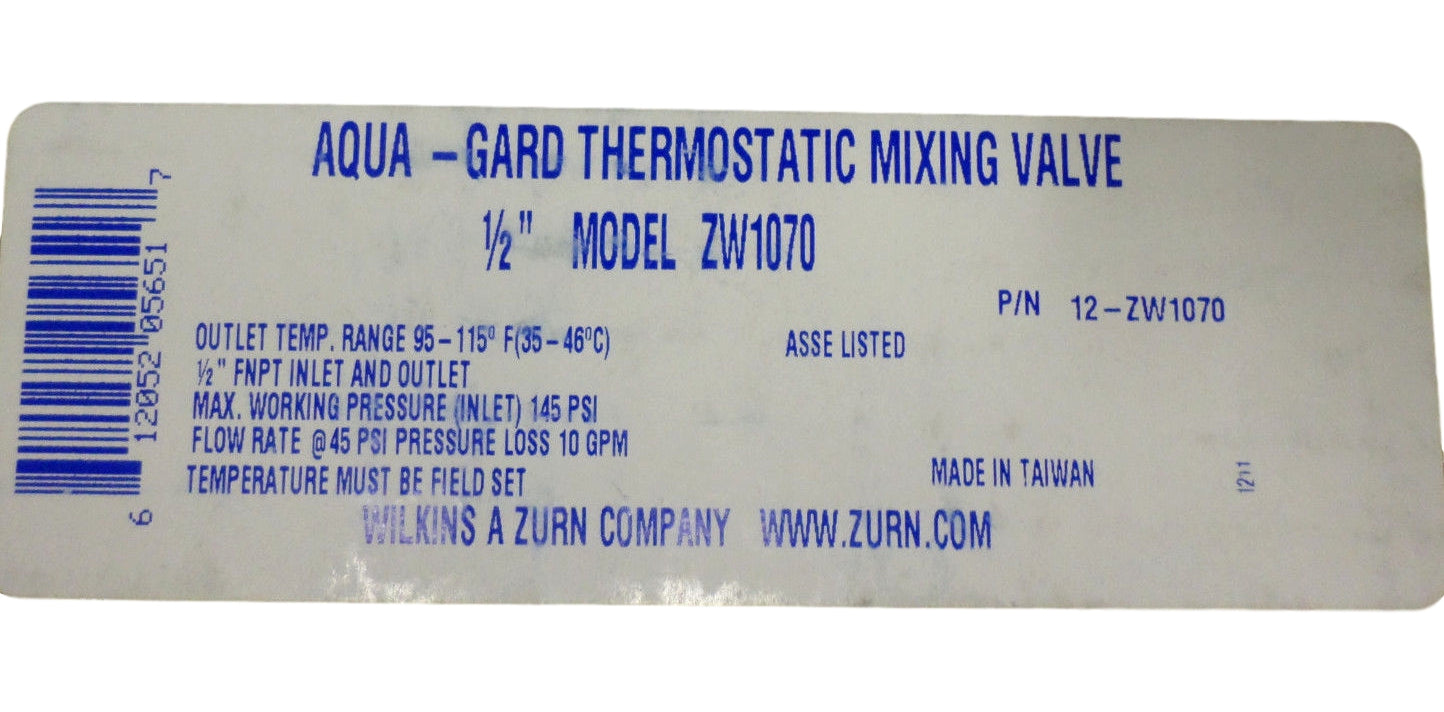 AQUA –GARD THERMOSTATIC MIXING VALVE
½" MODEL ZW1070
P/N 12–ZW1070
OUTLET TEMP. RANGE 95–115º F(35–46ºC)
ASSE LISTED
½" FNPT INLET AND OUTLET
MAX. WORKING PRESSURE (INLET) 145 PSI
FLOW RATE @45 PSI PRESSURE LOSS 10 GPM
TEMPERATURE MUST BE FIELD SET
MADE IN TAIWAN
1211
WILKINS A ZURN COMPANY WWW.ZURN.COM
6 12052 05651 7